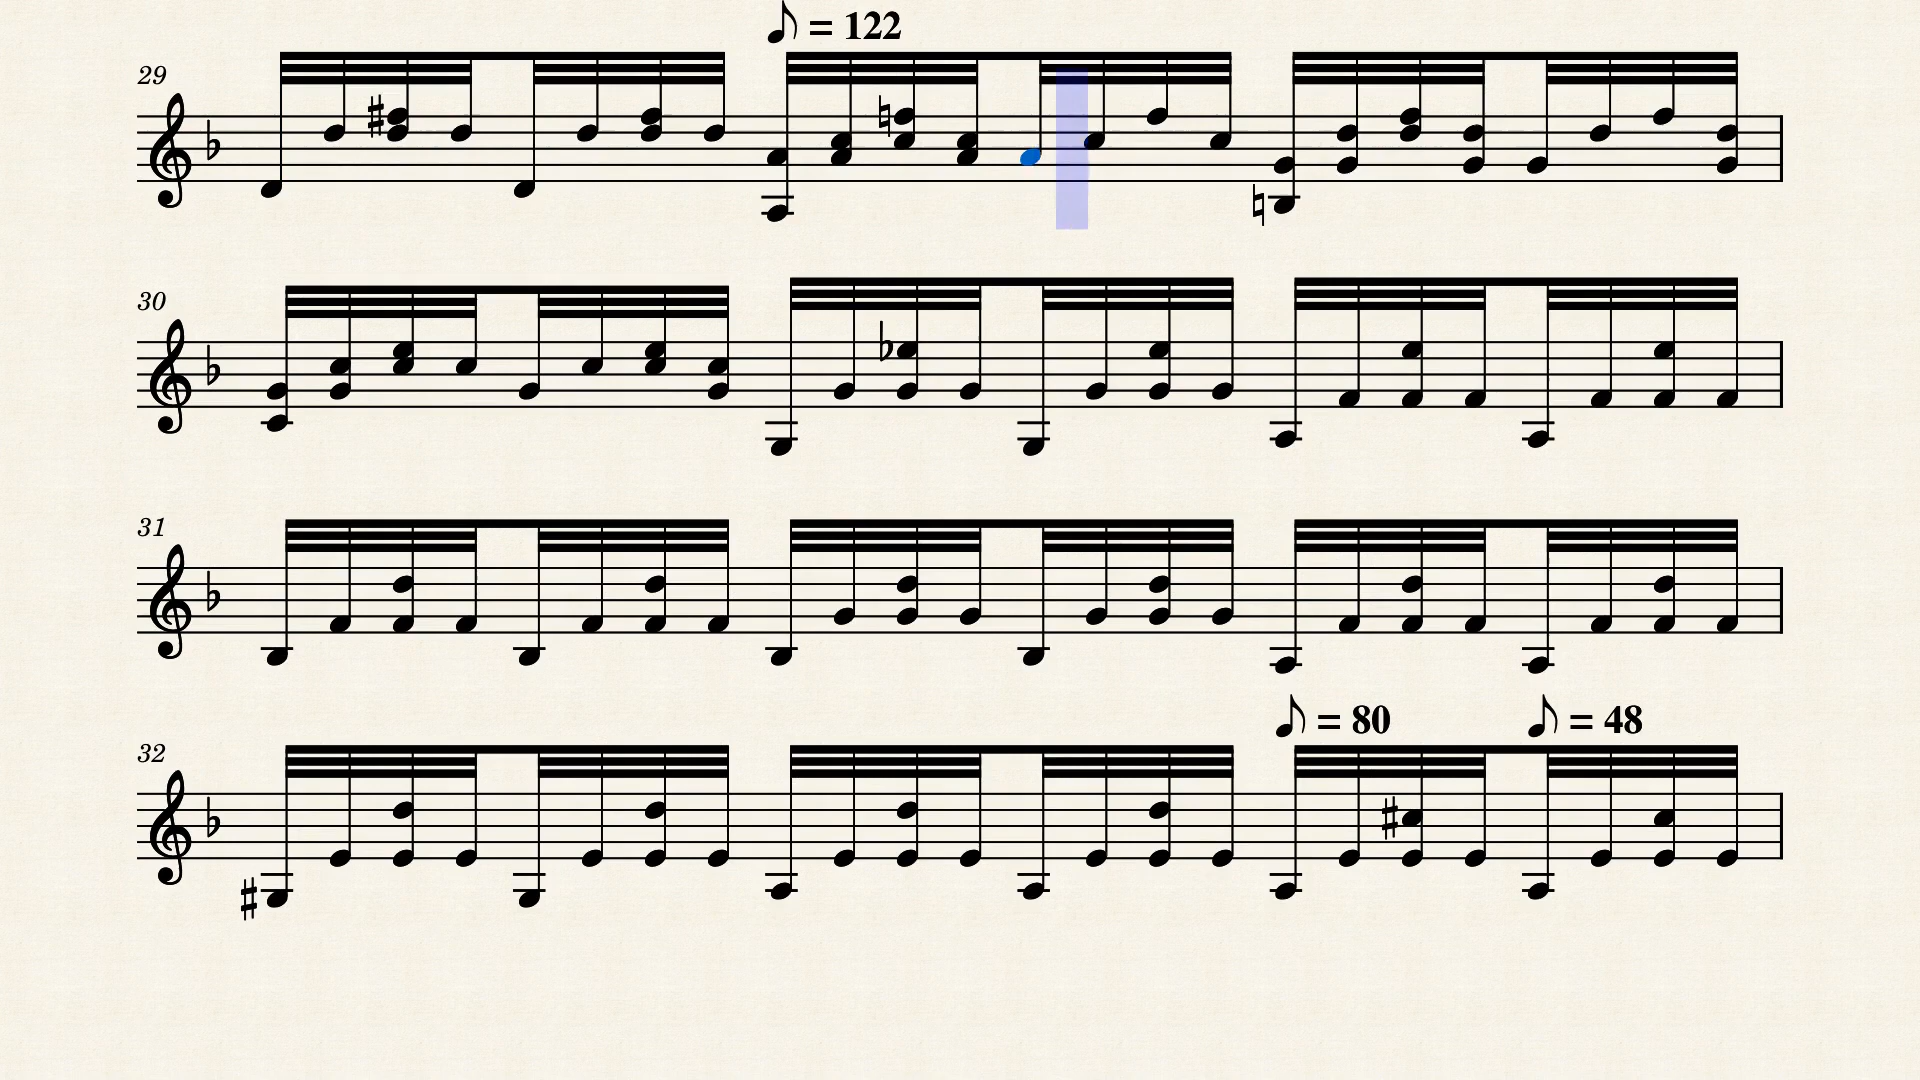 ♪ = 122
29
30
31
♪ = 80 ♪ = 48
32